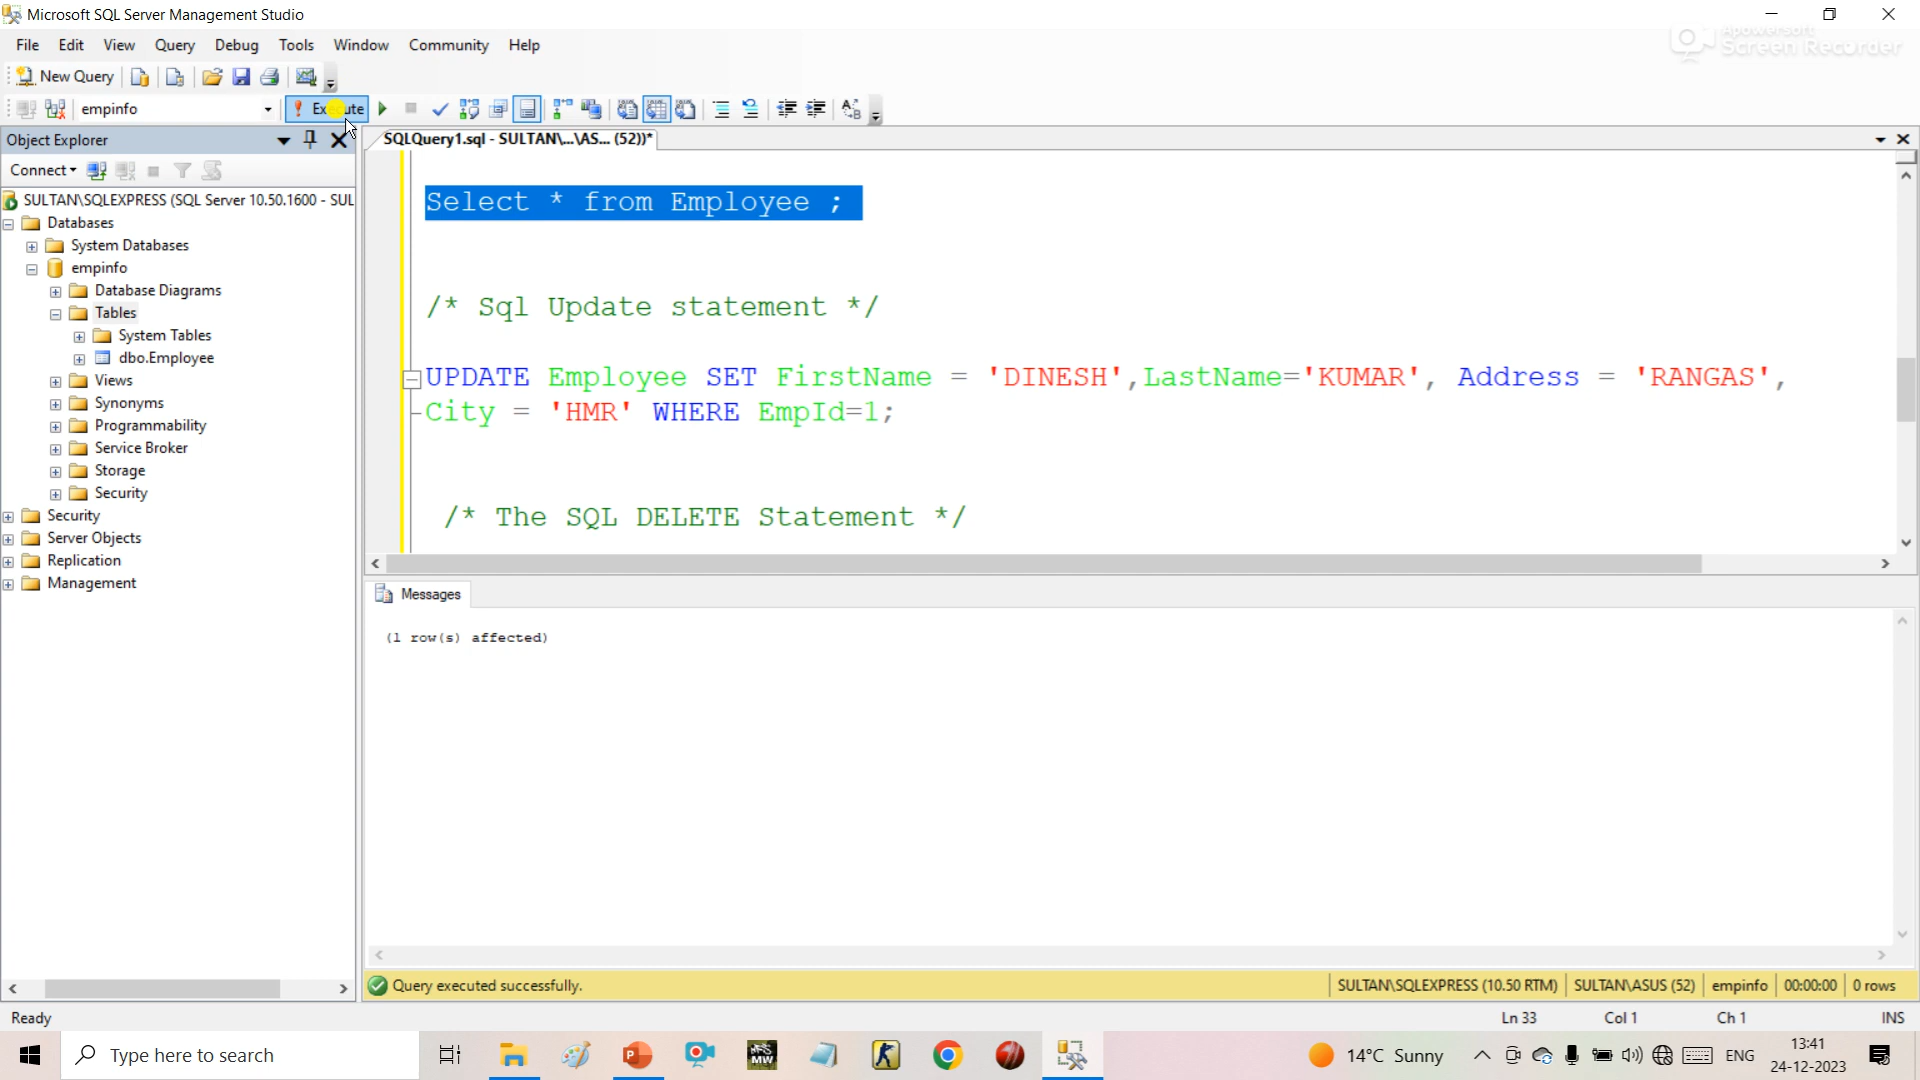 Microsoft SQL Server Management Studio
File Edit View Query Debug Tools Window Community Help
Apowersoft
Screen Recorder
New Query
empinfo
Execute
Object Explorer
SQLQuery1.sql - SULTAN\...\AS... (52))*
Connect
SULTAN\SQLEXPRESS (SQL Server 10.50.1600 - SUL
Databases
System Databases
empinfo
Database Diagrams
Tables
System Tables
dbo.Employee
Views
Synonyms
Programmability
Service Broker
Storage
Security
Security
Server Objects
Replication
Management
Select * from Employee ;
/* Sql Update statement */
UPDATE Employee SET FirstName = 'DINESH',LastName='KUMAR', Address = 'RANGAS',
City = 'HMR' WHERE EmpId=1;
/* The SQL DELETE Statement */
Messages
(1 row(s) affected)
Query executed successfully.
SULTAN\SQLEXPRESS (10.50 RTM) SULTAN\ASUS (52) empinfo 00:00:00 0 rows
Ready
Ln 33 Col 1 Ch 1 INS
Type here to search
P
MW
14°C Sunny
ENG
13:41
24-12-2023